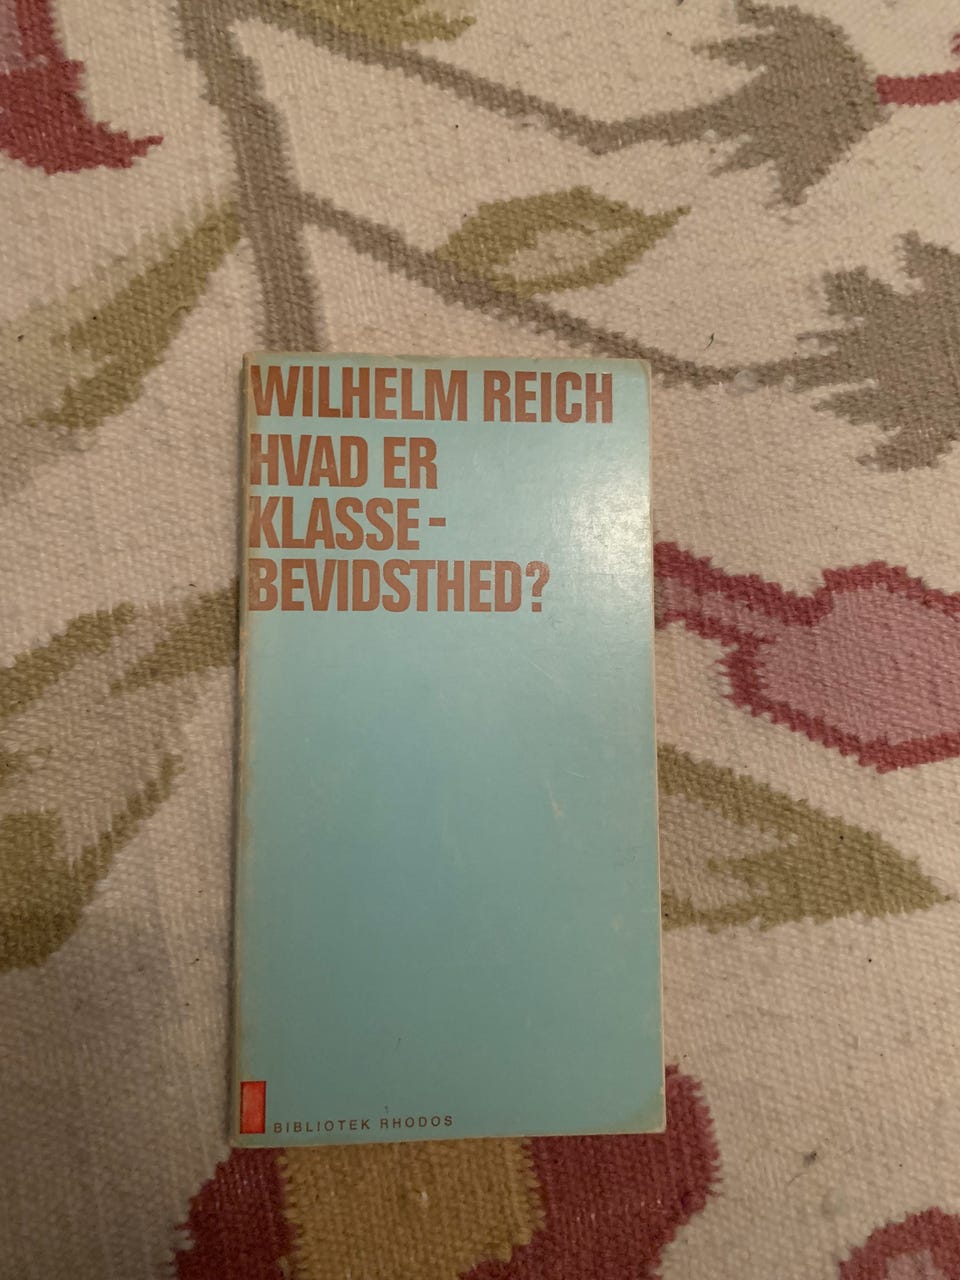 WILHELM REICH
HVAD ER
KLASSE-
BEVIDSTHED?
BIBLIOTEK RHODOS